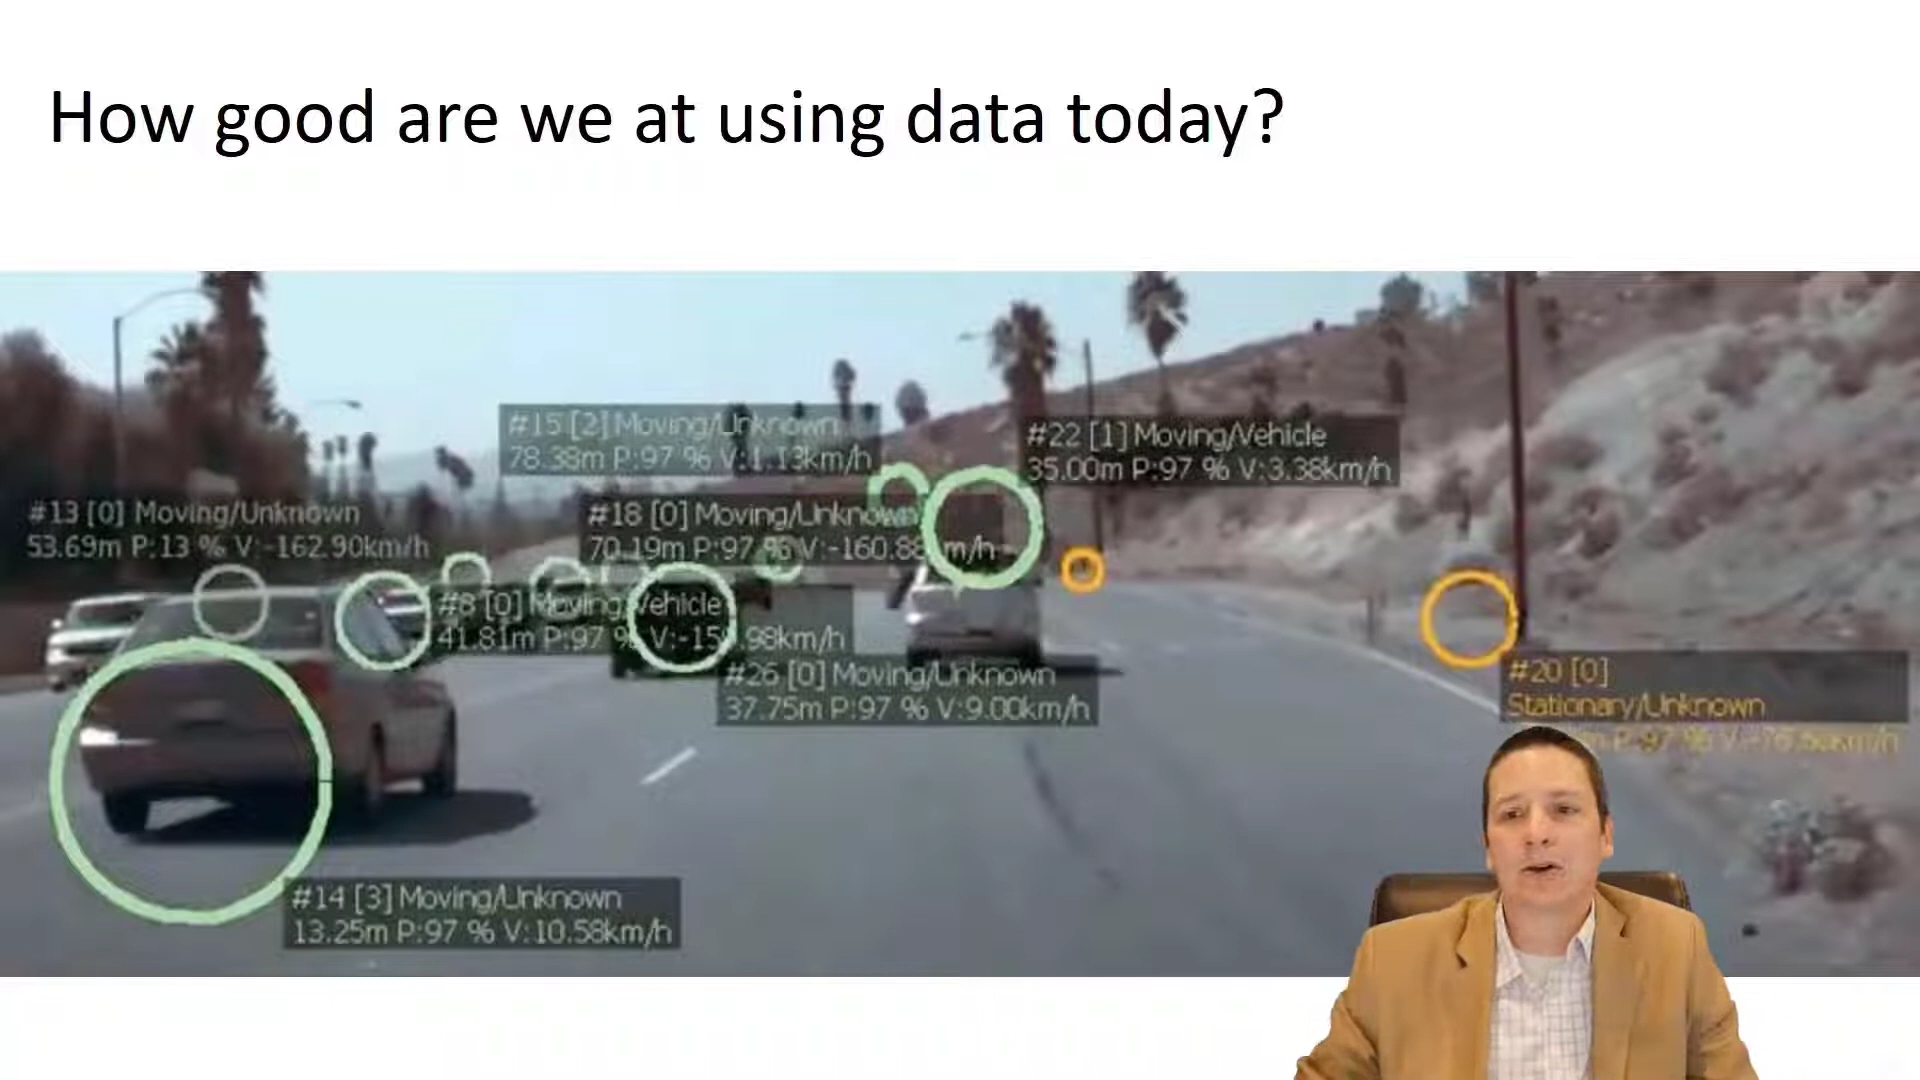 How good are we at using data today?
#15 [2] Moving/Unknown
78.38m P:97 % V:1.13km/h
#22 [1] Moving/Vehicle
35.00m P:97 % V:3.38km/h
#13 [0] Moving/Unknown
53.69m P:13 % V:-162.90km/h
#18 [0] Moving/Unknown
70.19m P:97 %
#8 [0] Moving/Vehicle
41.81m P:97 %
#26 [0] Moving/Unknown
37.75m P:97 % V:9.00km/h
#20 [0]
Stationary/Unknown
P:97 %
#14 [3] Moving/Unknown
13.25m P:97 % V:10.58km/h